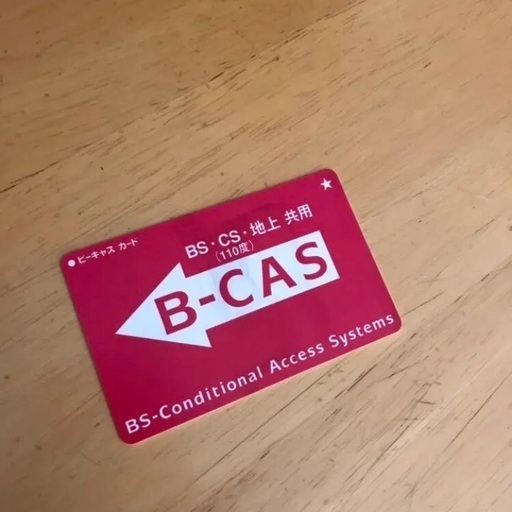 ビーキャス カード
BS・CS・地上 共用
(110度)
B-CAS
BS-Conditional Access Systems